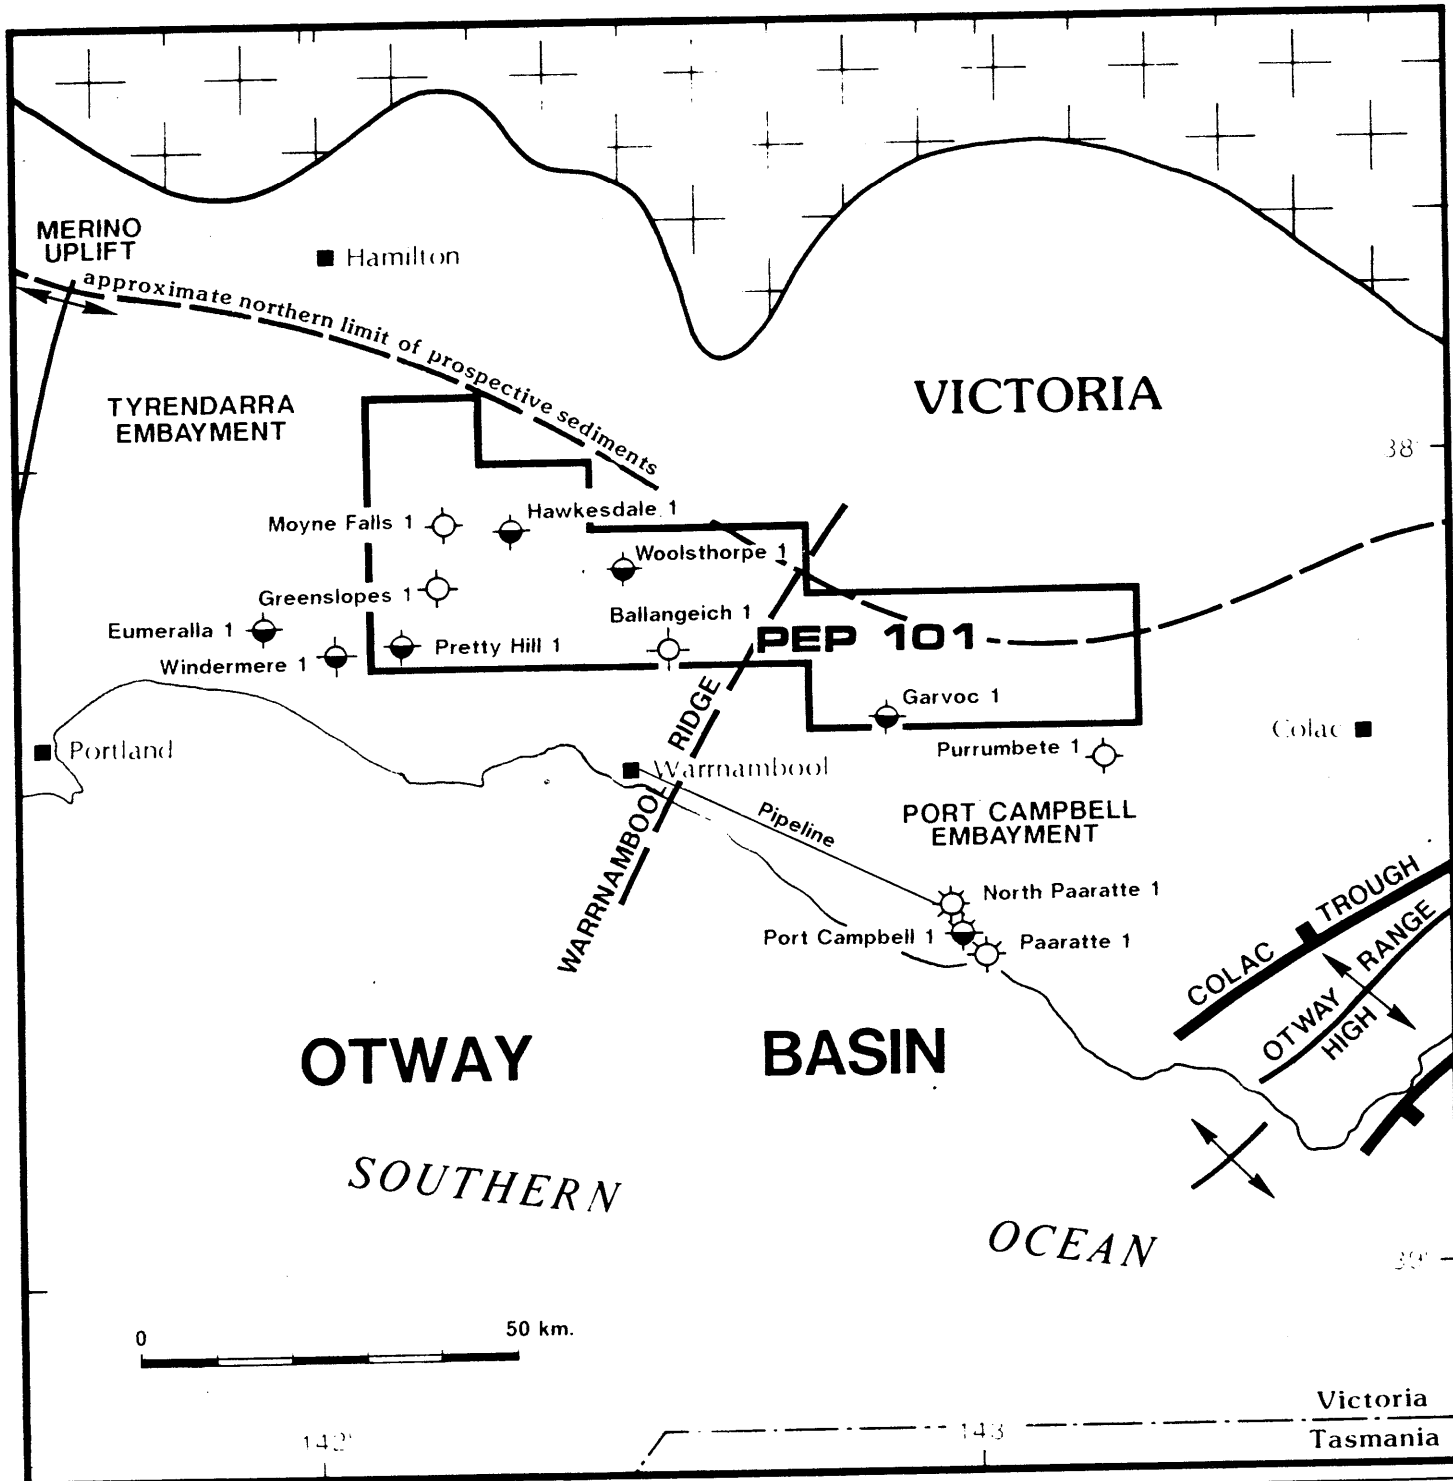 MERINO
UPLIFT
Hamilton
approximate northern limit of prospective sediments
VICTORIA
TYRENDARRA
EMBAYMENT
38°
Hawkesdale 1
Moyne Falls 1
Woolsthorpe 1
Greenslopes 1
Ballangeich 1
Eumeralla 1
PEP 101
Pretty Hill 1
Windermere 1
Garvoc 1
Colac
Portland
Purrumbete 1
Warrnambool
WARRNAMBOOL RIDGE
Pipeline
PORT CAMPBELL
EMBAYMENT
North Paaratte 1
Port Campbell 1
Paaratte 1
COLAC TROUGH
OTWAY RANGE
HIGH
OTWAY BASIN
SOUTHERN
OCEAN
39°
0
50 km.
Victoria
Tasmania
142°
143